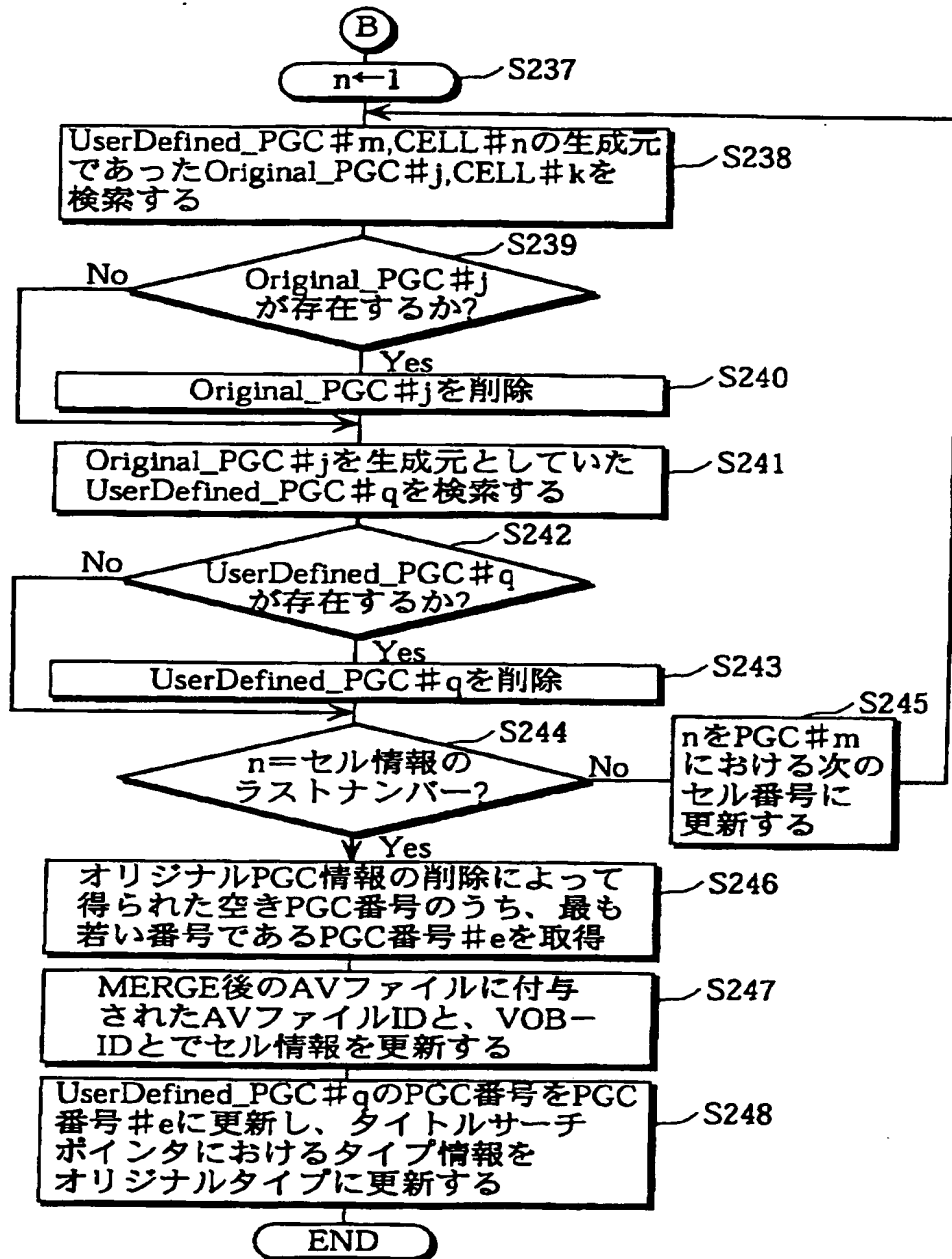 B
n←1
S237
UserDefined_PGC#m,CELL#nの生成元
であったOriginal_PGC#j,CELL#kを
検索する
S238
S239
No
Original_PGC#j
が存在するか?
Yes
Original_PGC#jを削除
S240
Original_PGC#jを生成元としていた
UserDefined_PGC#qを検索する
S241
S242
No
UserDefined_PGC#q
が存在するか?
Yes
UserDefined_PGC#qを削除
S243
S244
n=セル情報の
ラストナンバー?
No
S245
nをPGC#m
における次の
セル番号に
更新する
Yes
オリジナルPGC情報の削除によって
得られた空きPGC番号のうち、最も
若い番号であるPGC番号#eを取得
S246
MERGE後のAVファイルに付与
されたAVファイルIDと、VOB-
IDとでセル情報を更新する
S247
UserDefined_PGC#qのPGC番号をPGC
番号#eに更新し、タイトルサーチ
ポインタにおけるタイプ情報を
オリジナルタイプに更新する
S248
END